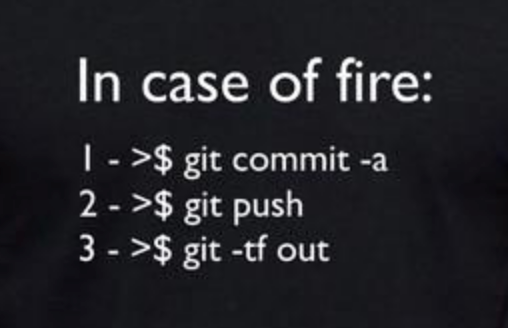 In case of fire:
1 - >$ git commit -a
2 - >$ git push
3 - >$ git -tf out